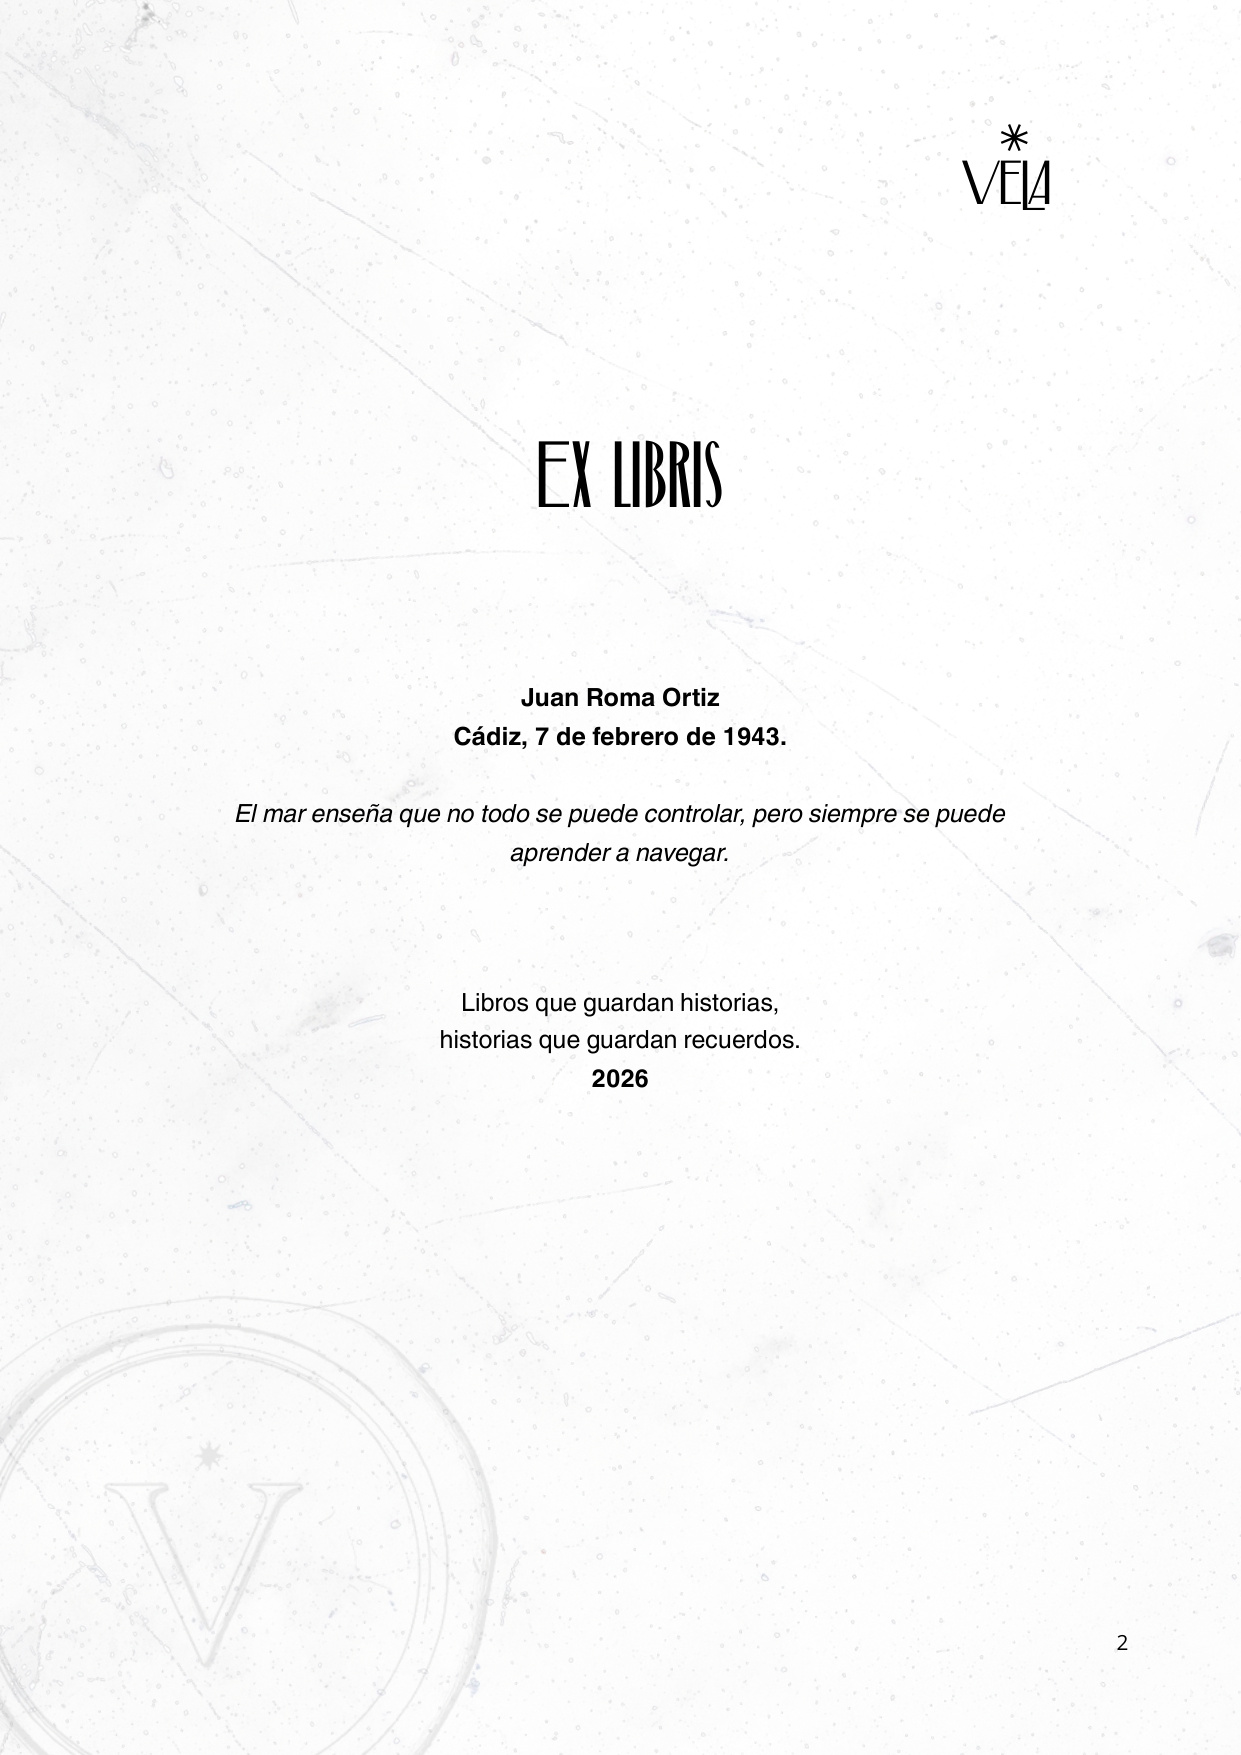 VELA
EX LIBRIS
Juan Roma Ortiz
Cádiz, 7 de febrero de 1943.
El mar enseña que no todo se puede controlar, pero siempre se puede
aprender a navegar.
Libros que guardan historias,
historias que guardan recuerdos.
2026
V
2